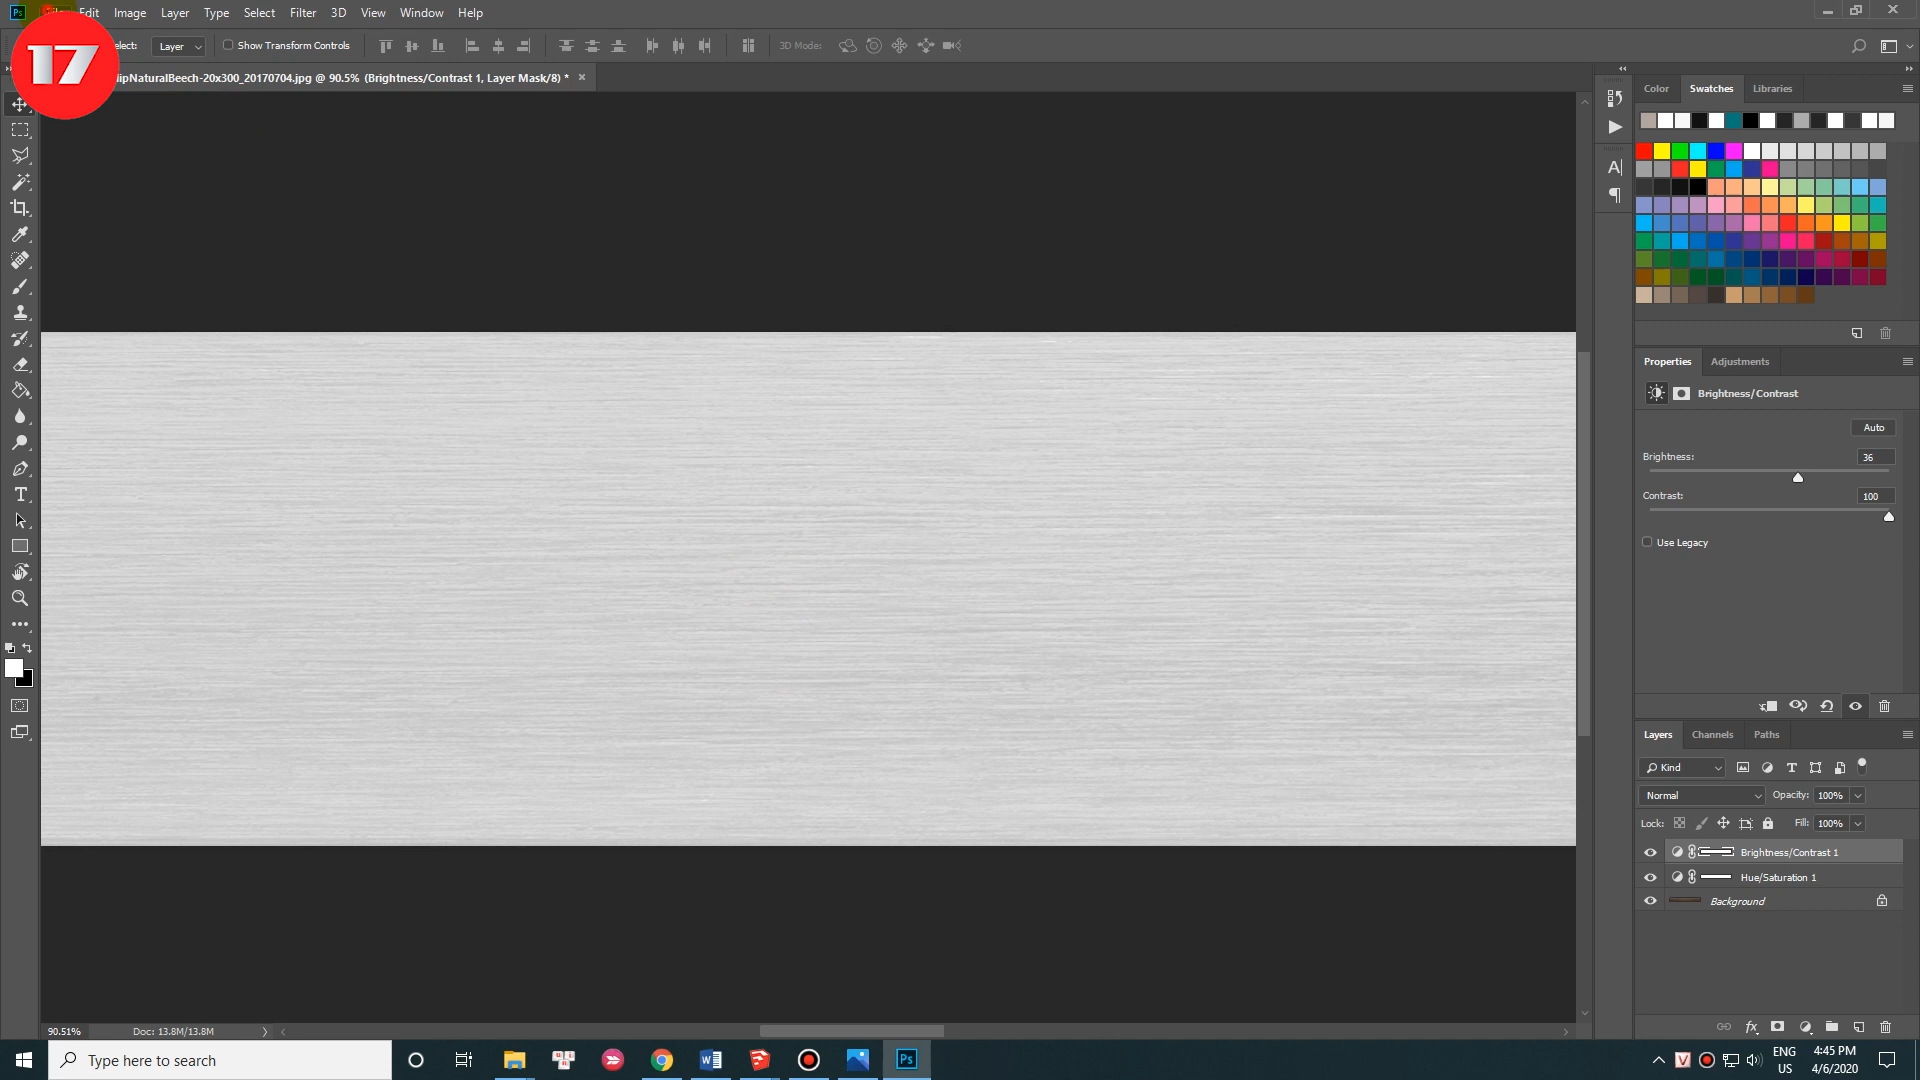 Ps Edit Image Layer Type Select Filter 3D View Window Help
17
elect: Layer Show Transform Controls 3D Mode:
lipNaturalBeech-20x300_20170704.jpg @ 90.5% (Brightness/Contrast 1, Layer Mask/8) * ×
Color Swatches Libraries
Properties Adjustments
Brightness/Contrast
Auto
Brightness: 36
Contrast: 100
Use Legacy
Layers Channels Paths
Kind
Normal Opacity: 100%
Lock: Fill: 100%
Brightness/Contrast 1
Hue/Saturation 1
Background
90.51% Doc: 13.8M/13.8M
Type here to search
Ps
ENG
US
4:45 PM
4/6/2020